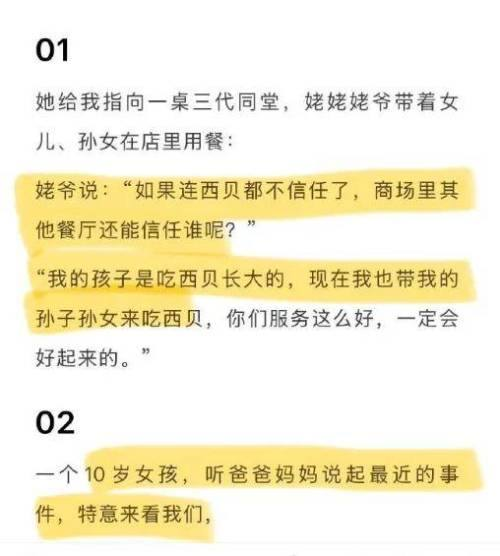 01
她给我指向一桌三代同堂，姥姥姥爷带着女
儿、孙女在店里用餐：
姥爷说：“如果连西贝都不信任了，商场里其
他餐厅还能信任谁呢？”
“我的孩子是吃西贝长大的，现在我也带我的
孙子孙女来吃西贝，你们服务这么好，一定会
好起来的。”
02
一个 10 岁女孩，听爸爸妈妈说起最近的事
件，特意来看我们，